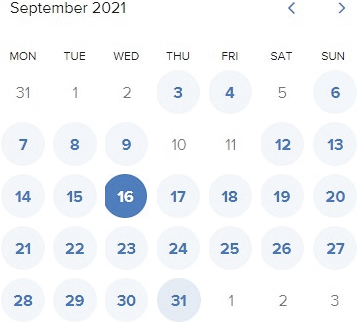 September 2021 < >
MON TUE WED THU FRI SAT SUN
31 1 2 3 4 5 6
7 8 9 10 11 12 13
14 15 16 17 18 19 20
21 22 23 24 25 26 27
28 29 30 31 1 2 3